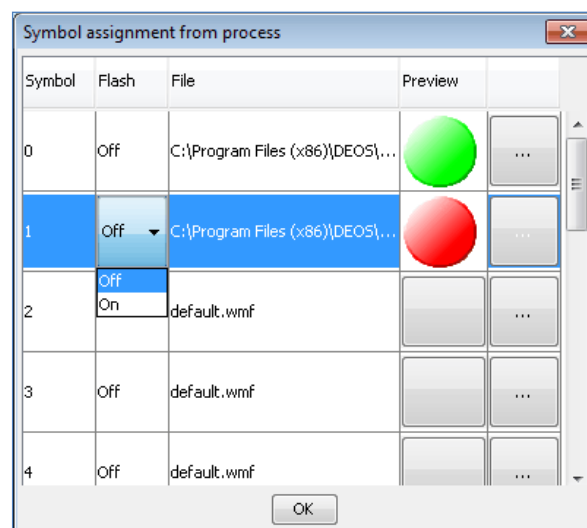 Symbol assignment from process
Symbol Flash File Preview
0 Off C:\Program Files (x86)\DEOS\... ...
1 Off C:\Program Files (x86)\DEOS\... ...
Off
On
2 default.wmf ...
3 Off default.wmf ...
4 Off default.wmf ...
OK